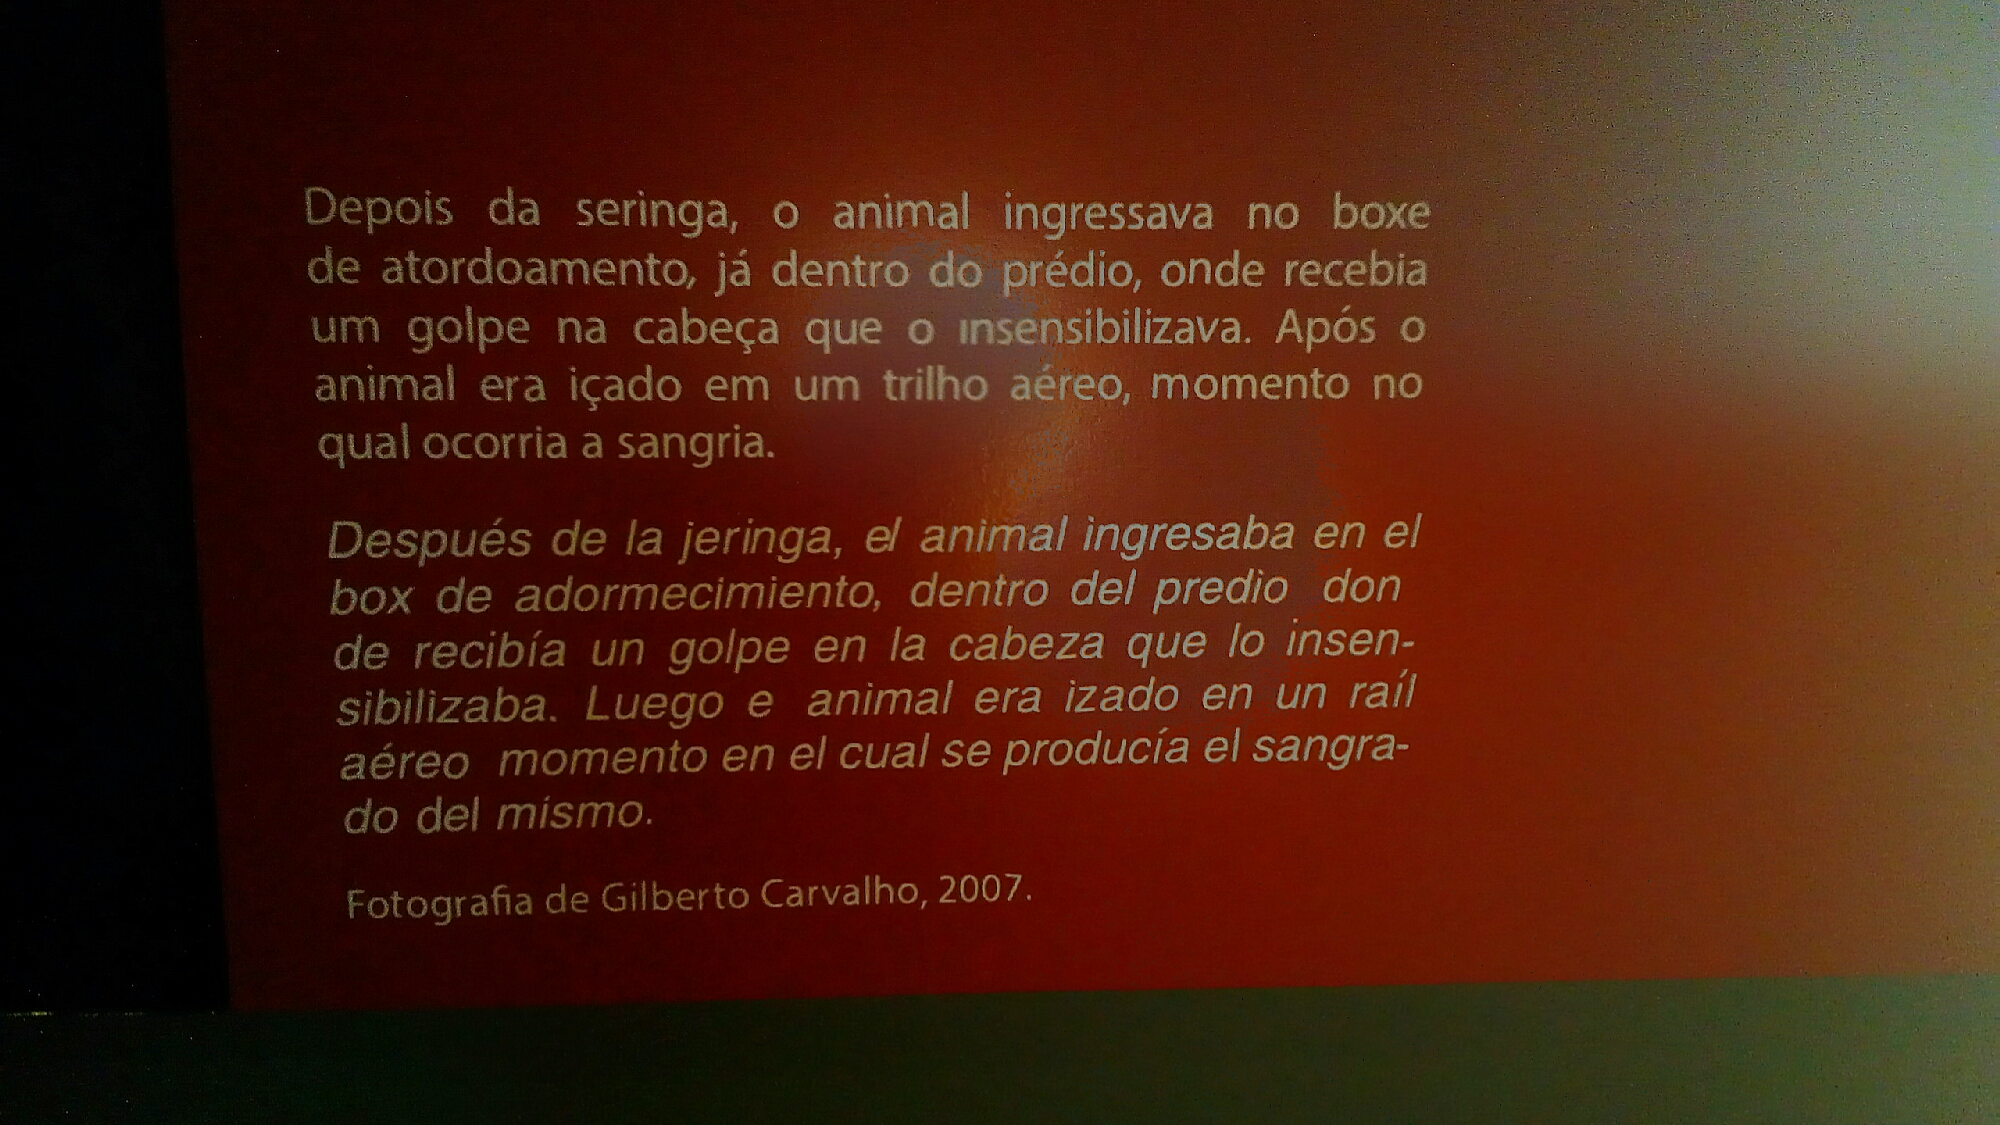 Depois da seringa, o animal ingressava no boxe
de atordoamento, já dentro do prédio, onde recebia
um golpe na cabeça que o insensibilizava. Após o
animal era içado em um trilho aéreo, momento no
qual ocorria a sangria.
Después de la jeringa, el animal ingresaba en el
box de adormecimiento, dentro del predio don
de recibía un golpe en la cabeza que lo insen-
sibilizaba. Luego e animal era izado en un raíl
aéreo momento en el cual se producía el sangra-
do del mismo.
Fotografia de Gilberto Carvalho, 2007.